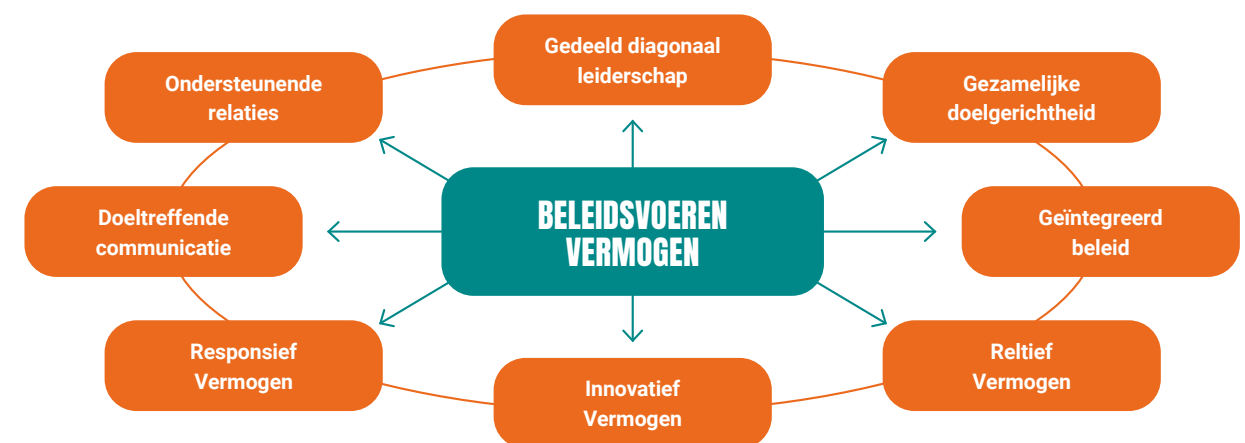 Gedeeld diagonaal
leiderschap
Ondersteunende
relaties
Gezamelijke
doelgerichtheid
Doeltreffende
communicatie
BELEIDSVOEREN
VERMOGEN
Geïntegreerd
beleid
Responsief
Vermogen
Innovatief
Vermogen
Reltief
Vermogen